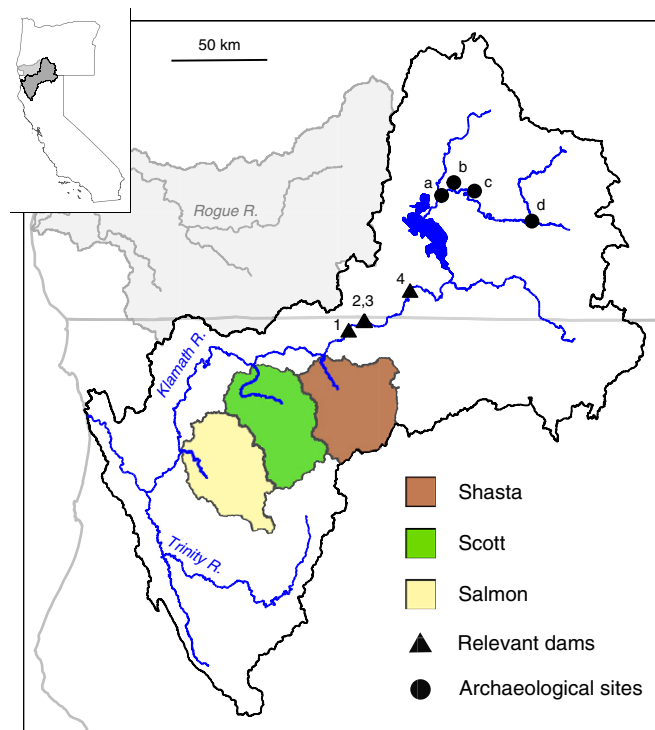 50 km
b
a
c
d
Rogue R.
4
2,3
1
Klamath R.
Shasta
Scott
Trinity R.
Salmon
Relevant dams
Archaeological sites